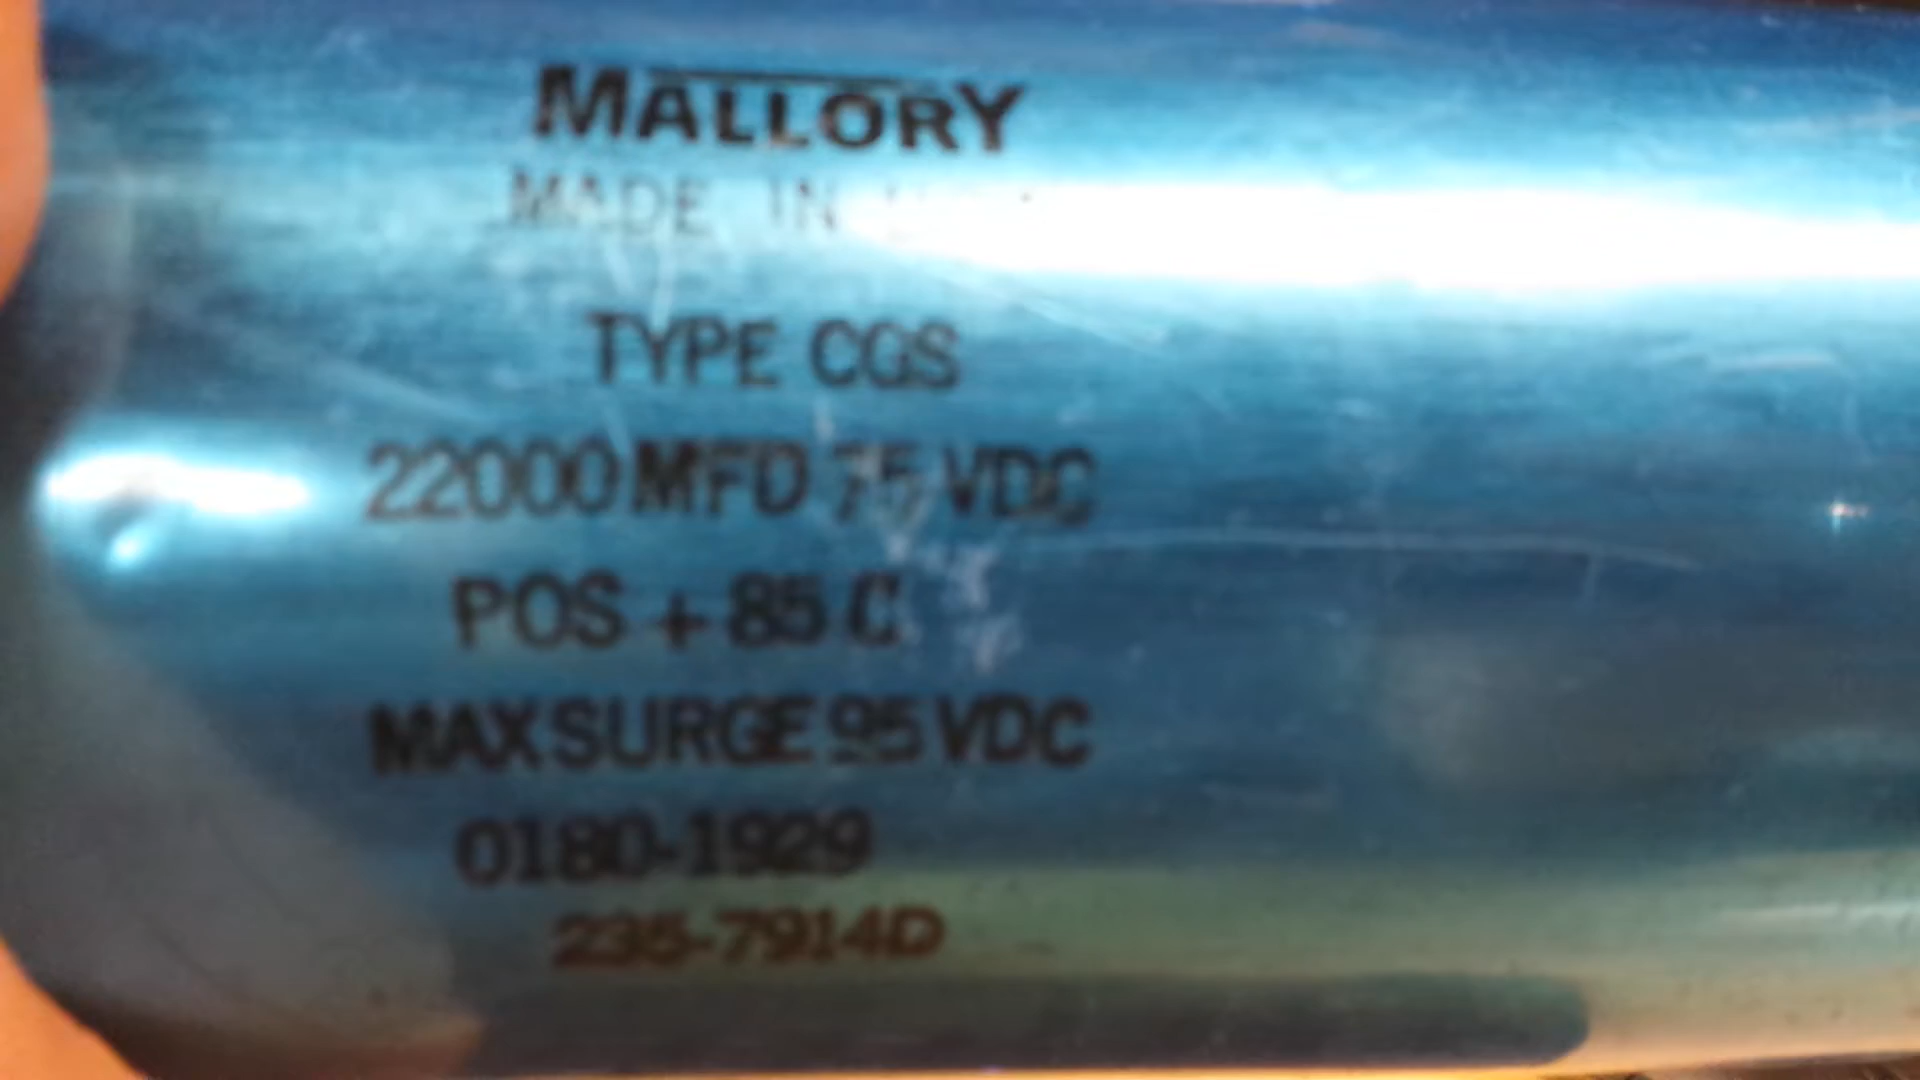 MALLORY
MADE IN
TYPE CGS
22000 MFD 75 VDC
POS + 85 C
MAX SURGE 95 VDC
0180-1929
235-7914D